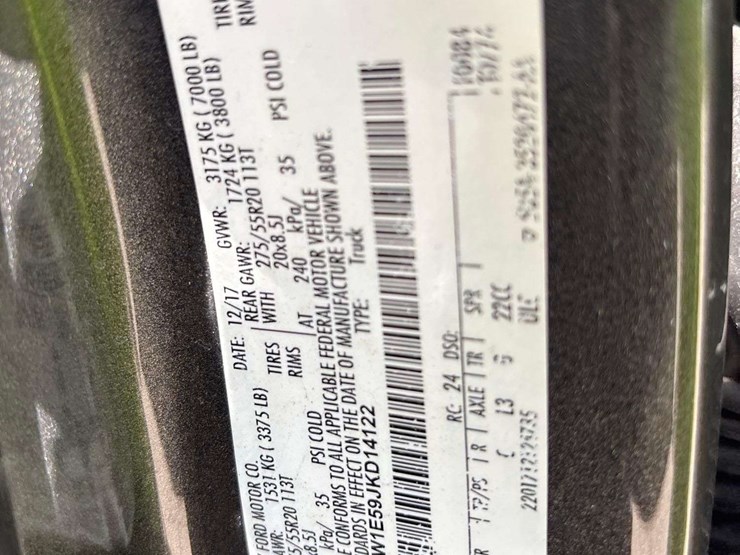 FORD MOTOR CO.
DATE: 12/17
GVWR: 3175 KG ( 7000 LB)
1531 KG ( 3375 LB)
REAR GAWR: 1724 KG ( 3800 LB)
5/55R20 113T
TIRES
WITH
275/55R20 113T
TIRE
8.5J
RIMS
20x8.5J
RIM
kPa/ 35 PSI COLD
AT 240 kPa/ 35 PSI COLD
E CONFORMS TO ALL APPLICABLE FEDERAL MOTOR VEHICLE
DARDS IN EFFECT ON THE DATE OF MANUFACTURE SHOWN ABOVE.
W1E59JKD14122
TYPE: Truck
RC: 24 DSO:
R AXLE TR SPR
L3 22CC